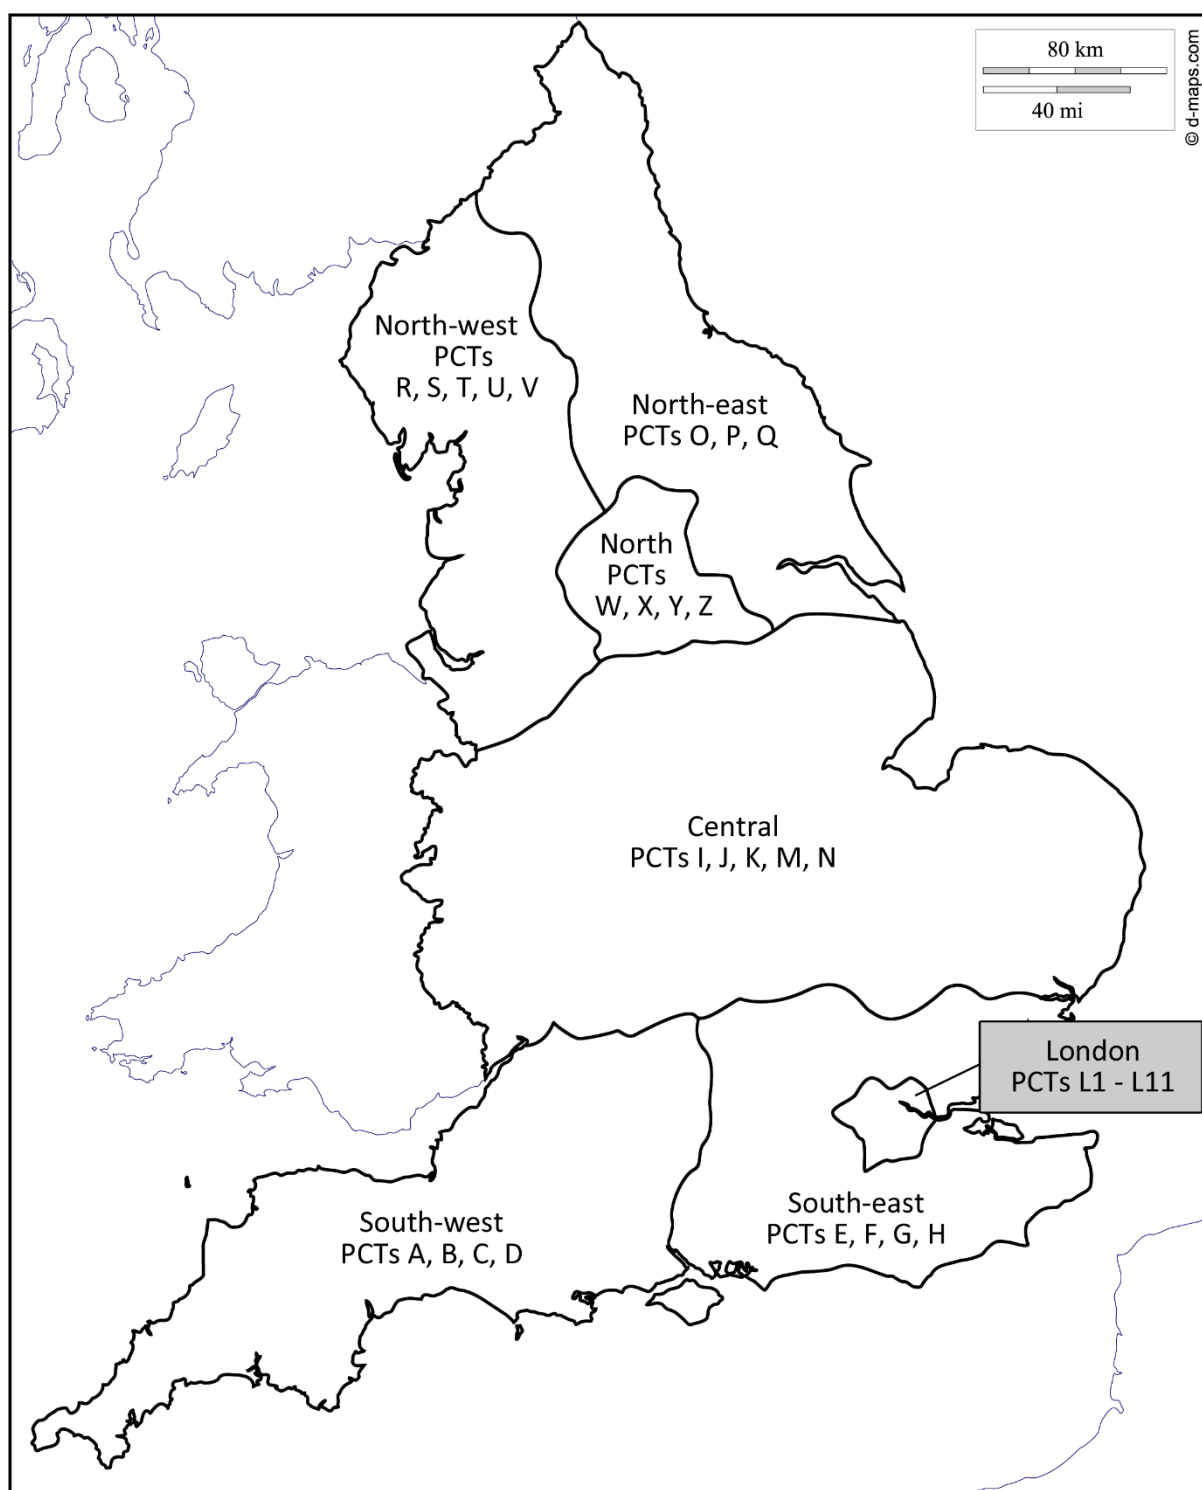 80 km
40 mi
© d-maps.com
North-west
PCTs
R, S, T, U, V
North-east
PCTs O, P, Q
North
PCTs
W, X, Y, Z
Central
PCTs I, J, K, M, N
London
PCTs L1 - L11
South-east
PCTs E, F, G, H
South-west
PCTs A, B, C, D